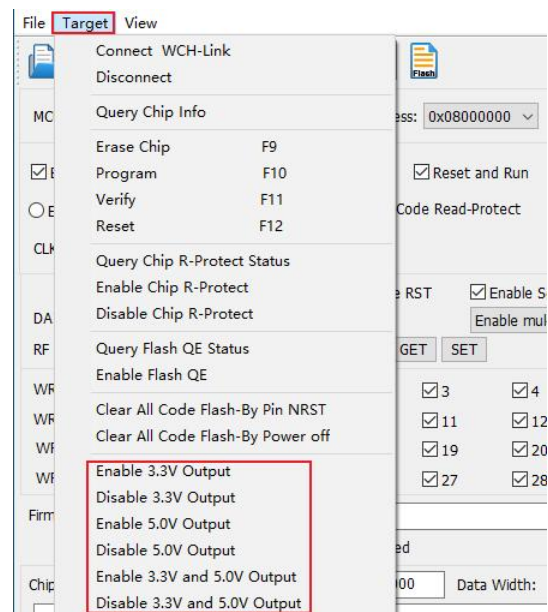 File Target View
Connect WCH-Link
Disconnect
Flash
Query Chip Info
0x08000000
Erase Chip F9
Program F10
Reset and Run
Verify F11
Code Read-Protect
Reset F12
CLK
Query Chip R-Protect Status
Enable Chip R-Protect
RST Enable
Disable Chip R-Protect
Enable
RF
Query Flash QE Status
GET SET
Enable Flash QE
3 4
Clear All Code Flash-By Pin NRST
11 12
Clear All Code Flash-By Power off
19 20
Enable 3.3V Output
27 28
Disable 3.3V Output
Enable 5.0V Output
Disable 5.0V Output
Enable 3.3V and 5.0V Output
Data Width:
Disable 3.3V and 5.0V Output